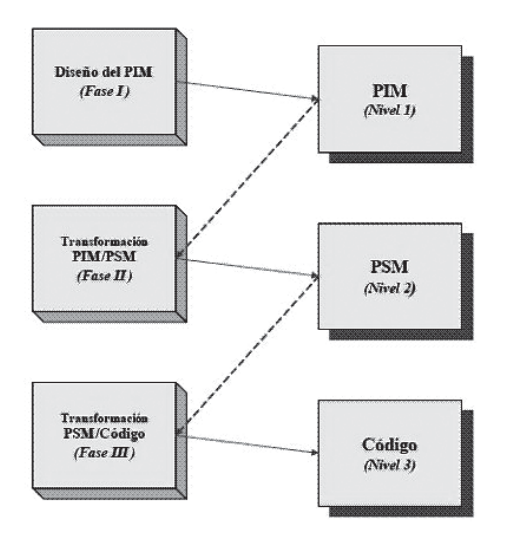 Diseño del PIM
(Fase I)
PIM
(Nivel 1)
Transformación
PIM/PSM
(Fase II)
PSM
(Nivel 2)
Transformación
PSM/Código
(Fase III)
Código
(Nivel 3)